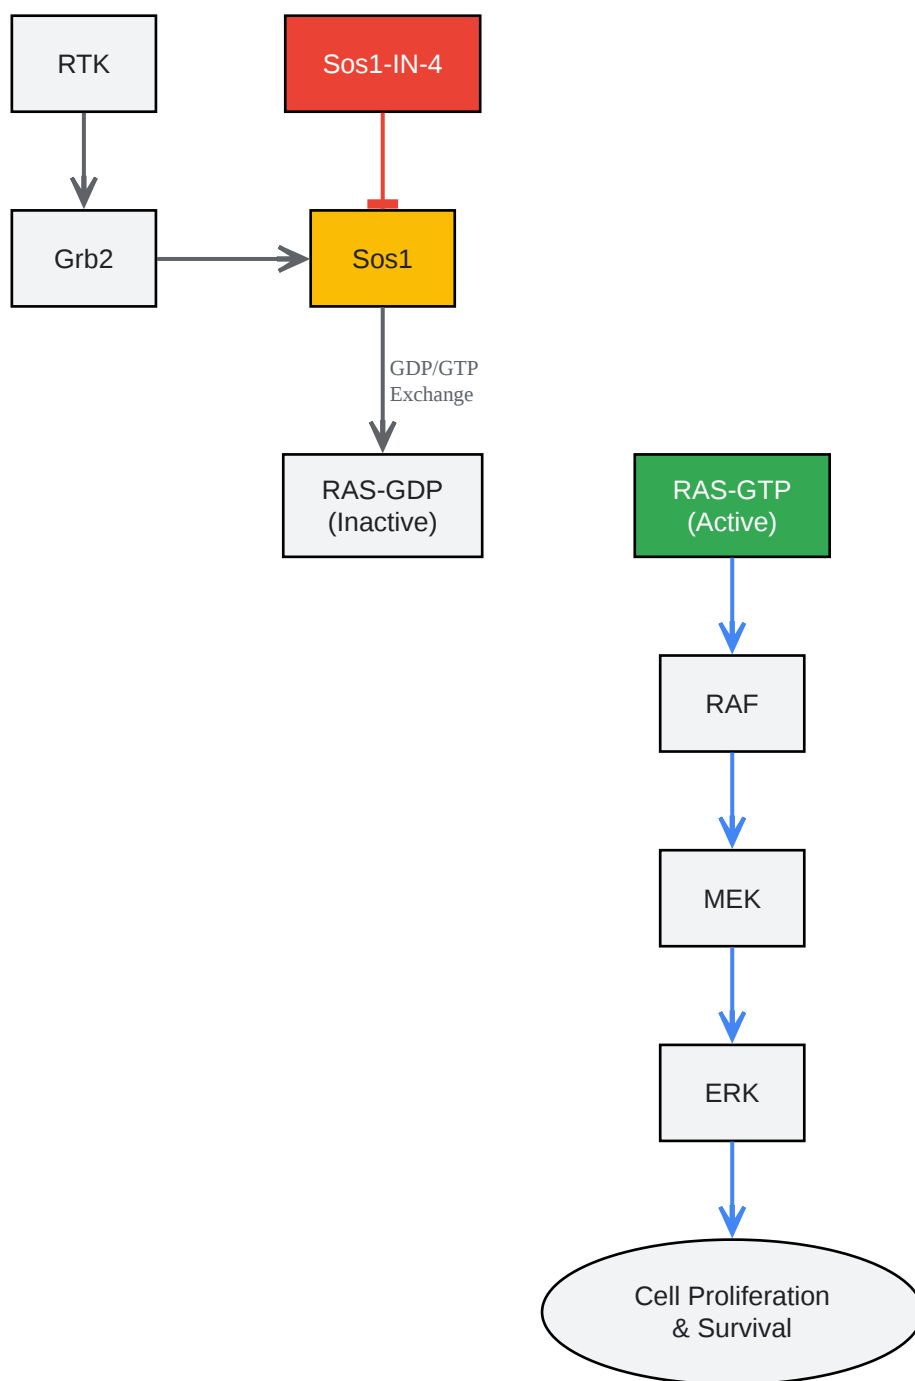 RTK
Sos1-IN-4
Grb2
Sos1
GDP/GTP
Exchange
RAS-GDP
(Inactive)
RAS-GTP
(Active)
RAF
MEK
ERK
Cell Proliferation
& Survival